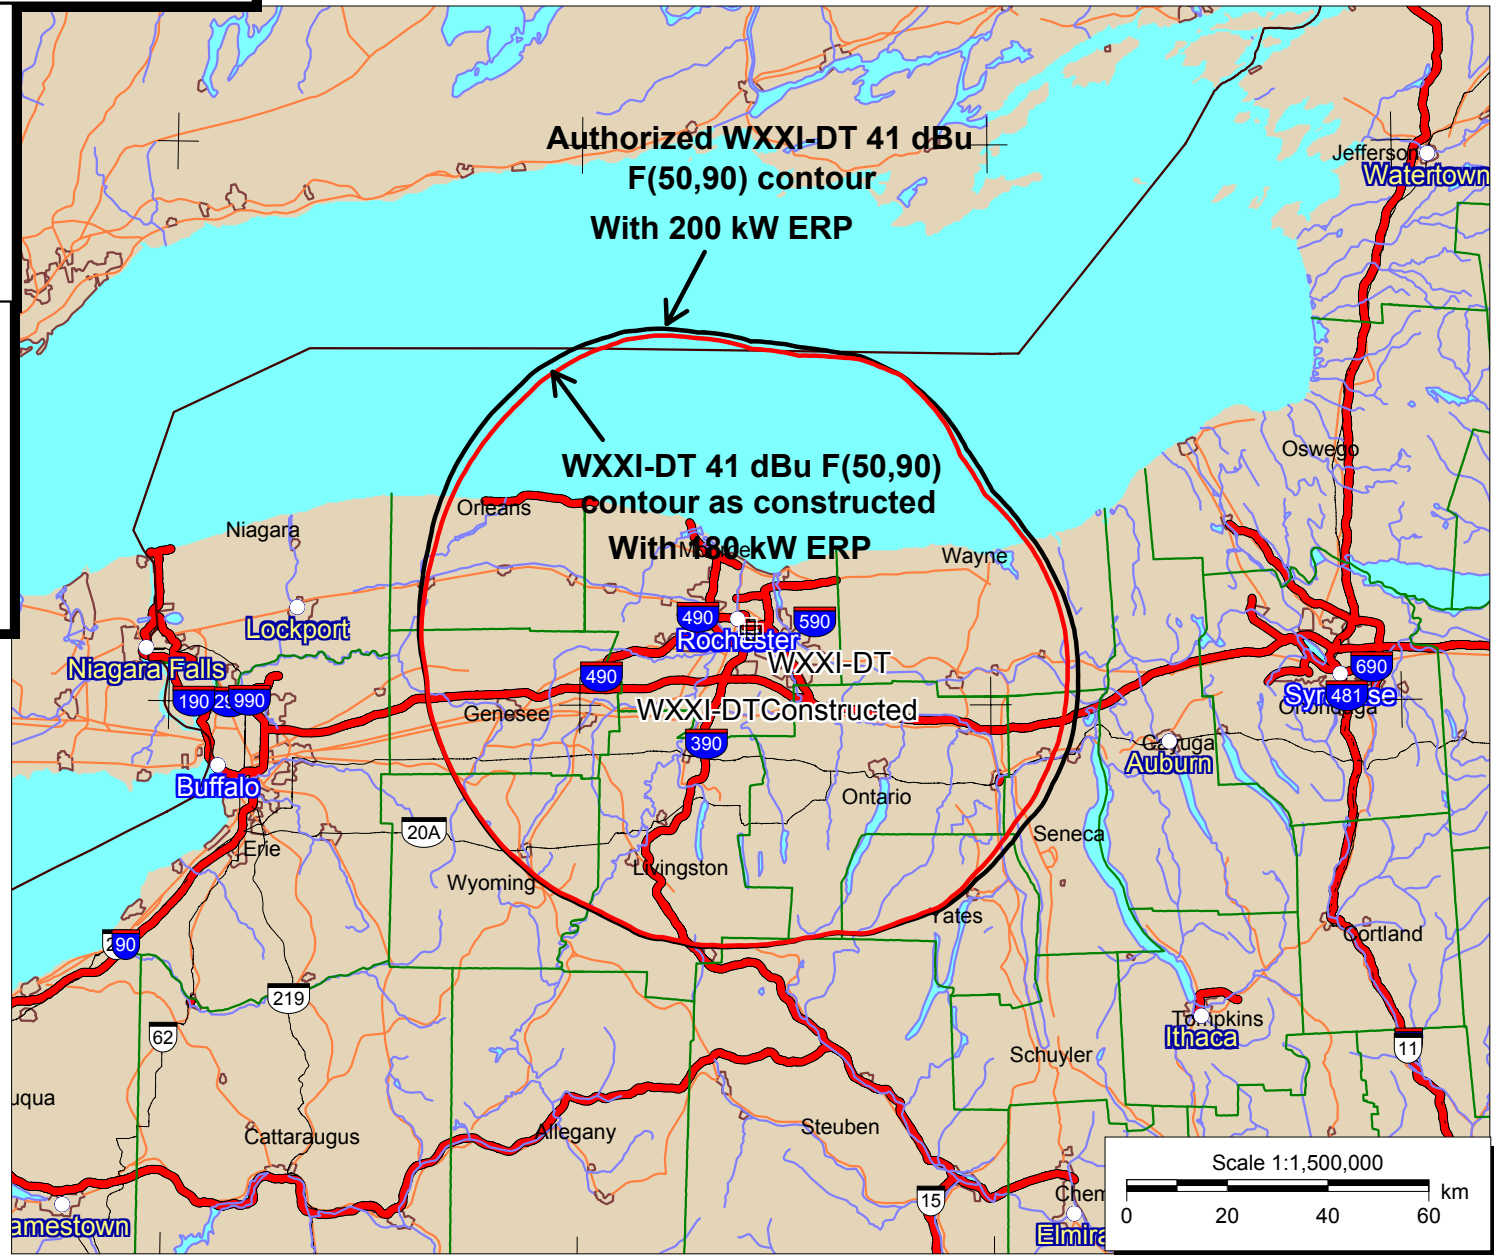 Authorized WXXI-DT 41 dBu
F(50,90) contour
With 200 kW ERP
Jefferson
Watertown
WXXI-DT 41 dBu F(50,90)
contour as constructed
With 180 kW ERP
Oswego
Orleans
Niagara
Wayne
Lockport
490
590
Rochester
Niagara Falls
WXXI-DT
490
690
190
990
481
Genesee
WXXI-DTConstructed
390
Cayuga
Auburn
Buffalo
Ontario
20A
Seneca
Erie
Livingston
Wyoming
Yates
90
Cortland
219
Tompkins
Ithaca
62
Schuyler
11
uqua
Cattaraugus
Allegany
Steuben
Scale 1:1,500,000
km
0 20 40 60
15
Chem
Elmira
amestown